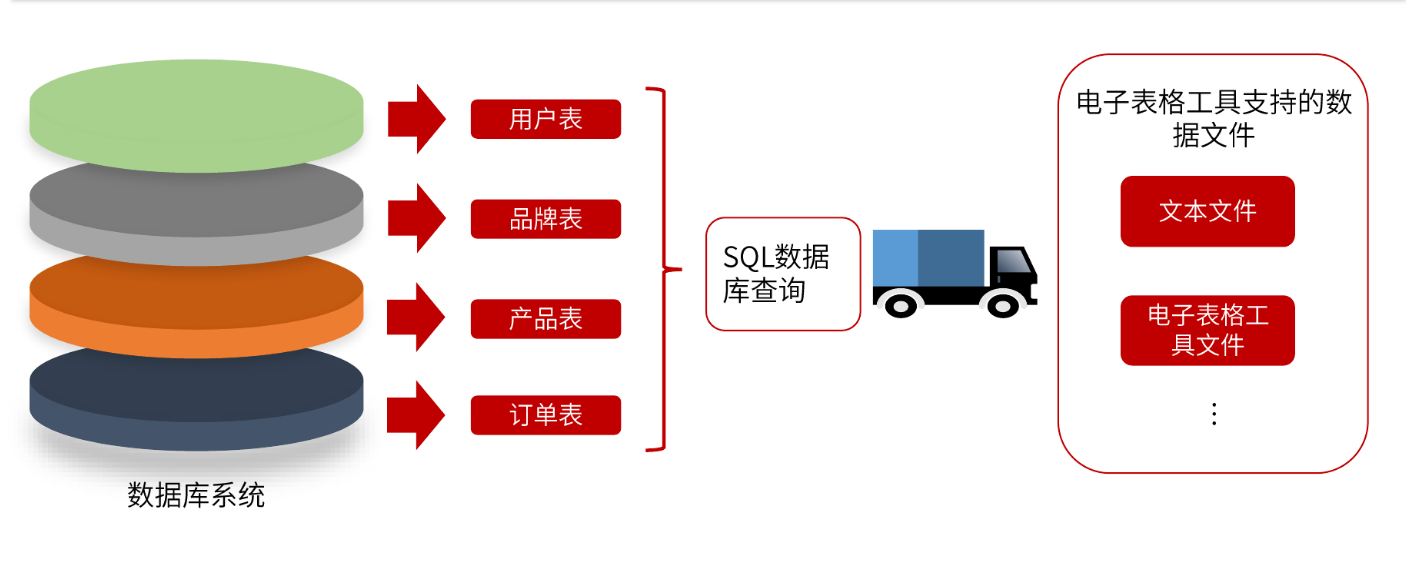 用户表
品牌表
产品表
订单表
数据库系统
SQL数据
库查询
电子表格工具支持的数
据文件
文本文件
电子表格工
具文件
⋮